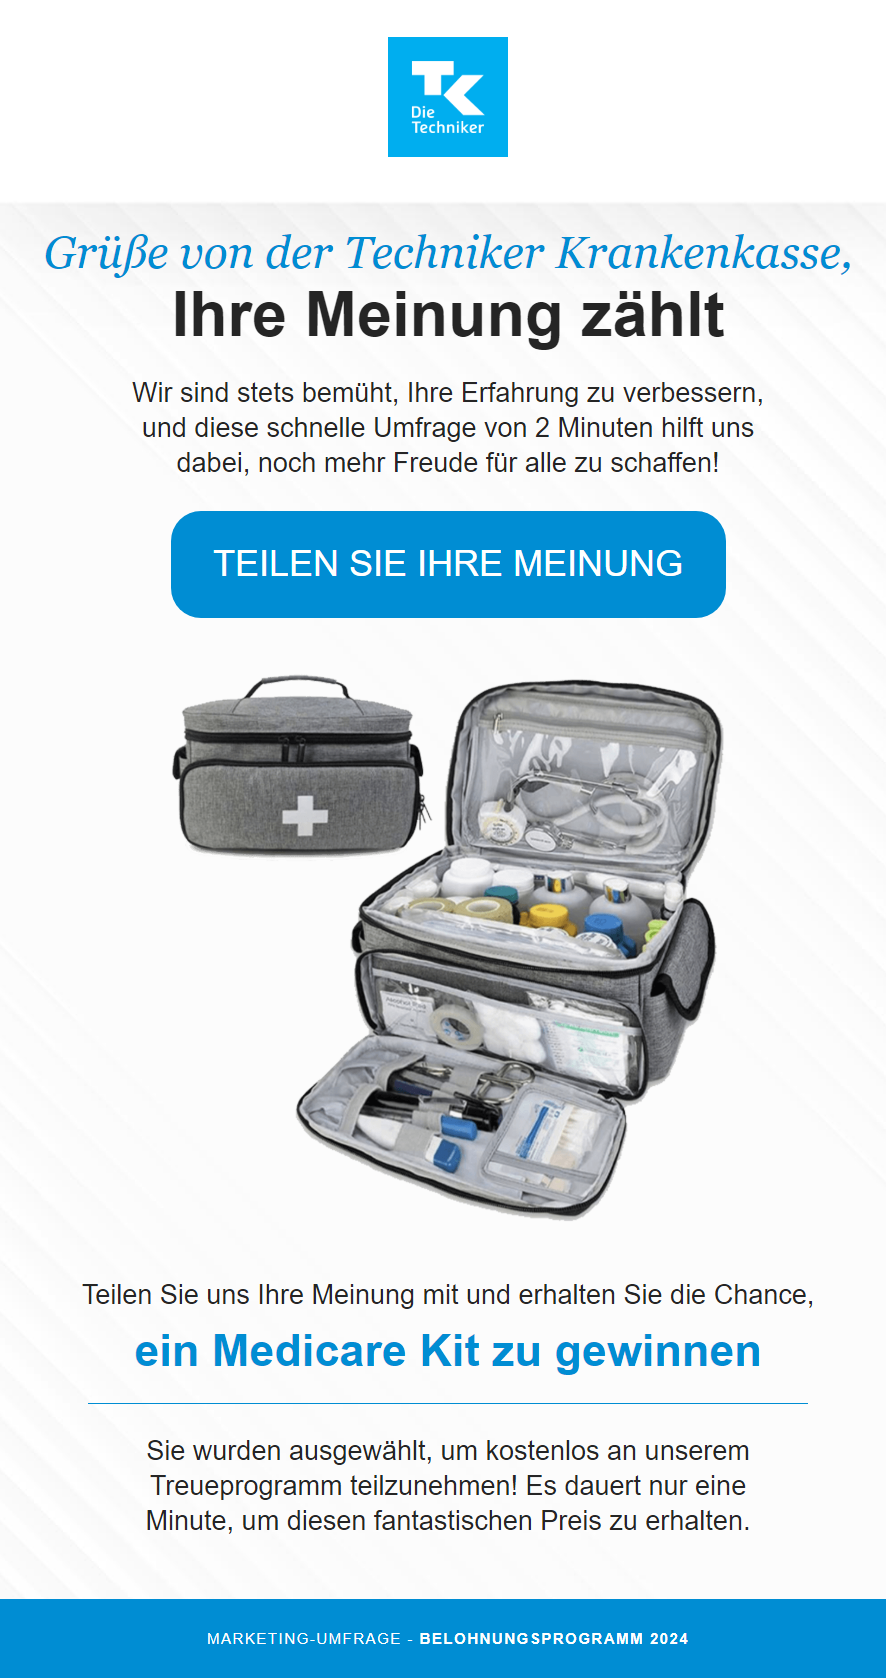 TK
Die
Techniker
Grüße von der Techniker Krankenkasse,
Ihre Meinung zählt
Wir sind stets bemüht, Ihre Erfahrung zu verbessern,
und diese schnelle Umfrage von 2 Minuten hilft uns
dabei, noch mehr Freude für alle zu schaffen!
TEILEN SIE IHRE MEINUNG
Teilen Sie uns Ihre Meinung mit und erhalten Sie die Chance,
ein Medicare Kit zu gewinnen
Sie wurden ausgewählt, um kostenlos an unserem
Treueprogramm teilzunehmen! Es dauert nur eine
Minute, um diesen fantastischen Preis zu erhalten.
MARKETING-UMFRAGE - BELOHNUNGSPROGRAMM 2024